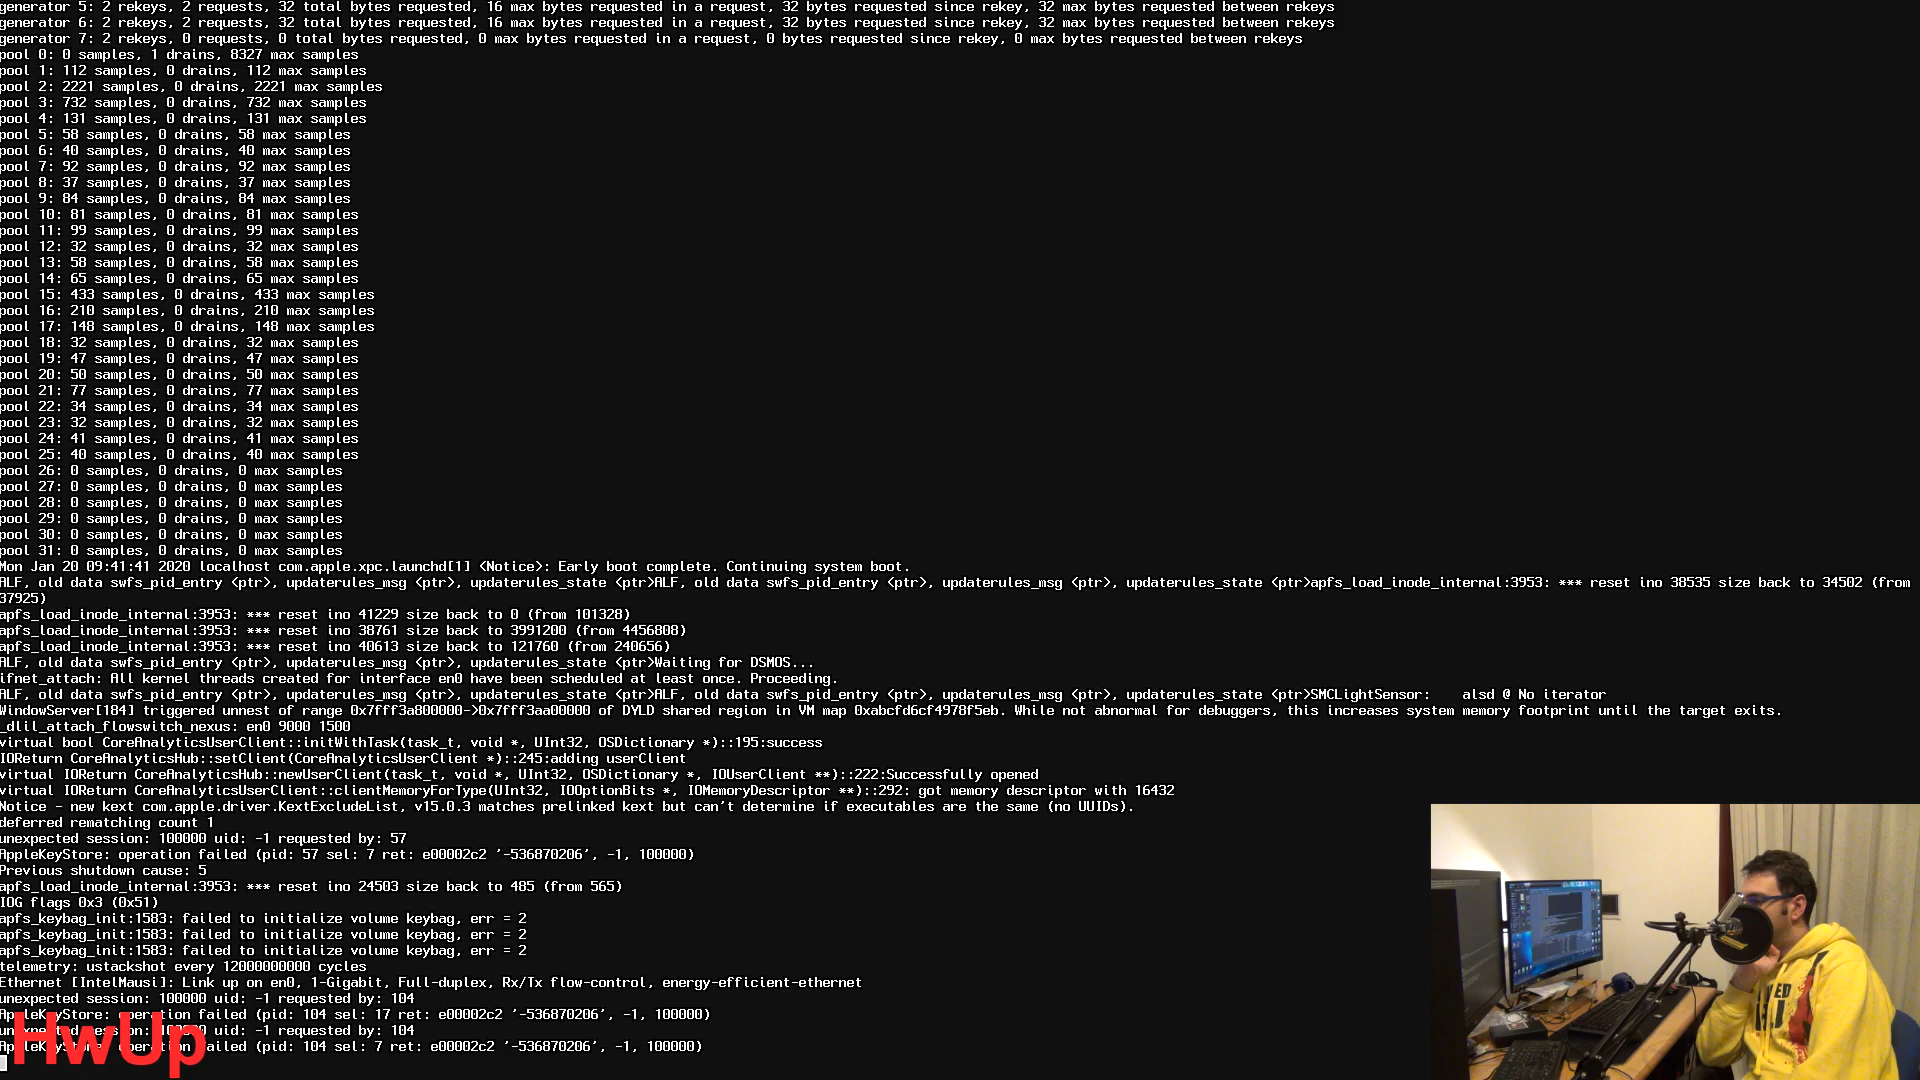 generator 5: 2 rekeys, 2 requests, 32 total bytes requested, 16 max bytes requested in a request, 32 bytes requested since rekey, 32 max bytes requested between rekeys
generator 6: 2 rekeys, 2 requests, 32 total bytes requested, 16 max bytes requested in a request, 32 bytes requested since rekey, 32 max bytes requested between rekeys
generator 7: 2 rekeys, 0 requests, 0 total bytes requested, 0 max bytes requested in a request, 0 bytes requested since rekey, 0 max bytes requested between rekeys
pool 0: 0 samples, 1 drains, 8327 max samples
pool 1: 112 samples, 0 drains, 112 max samples
pool 2: 2221 samples, 0 drains, 2221 max samples
pool 3: 732 samples, 0 drains, 732 max samples
pool 4: 131 samples, 0 drains, 131 max samples
pool 5: 58 samples, 0 drains, 58 max samples
pool 6: 40 samples, 0 drains, 40 max samples
pool 7: 92 samples, 0 drains, 92 max samples
pool 8: 37 samples, 0 drains, 37 max samples
pool 9: 84 samples, 0 drains, 84 max samples
pool 10: 81 samples, 0 drains, 81 max samples
pool 11: 99 samples, 0 drains, 99 max samples
pool 12: 32 samples, 0 drains, 32 max samples
pool 13: 58 samples, 0 drains, 58 max samples
pool 14: 65 samples, 0 drains, 65 max samples
pool 15: 433 samples, 0 drains, 433 max samples
pool 16: 210 samples, 0 drains, 210 max samples
pool 17: 148 samples, 0 drains, 148 max samples
pool 18: 32 samples, 0 drains, 32 max samples
pool 19: 47 samples, 0 drains, 47 max samples
pool 20: 50 samples, 0 drains, 50 max samples
pool 21: 77 samples, 0 drains, 77 max samples
pool 22: 34 samples, 0 drains, 34 max samples
pool 23: 32 samples, 0 drains, 32 max samples
pool 24: 41 samples, 0 drains, 41 max samples
pool 25: 40 samples, 0 drains, 40 max samples
pool 26: 0 samples, 0 drains, 0 max samples
pool 27: 0 samples, 0 drains, 0 max samples
pool 28: 0 samples, 0 drains, 0 max samples
pool 29: 0 samples, 0 drains, 0 max samples
pool 30: 0 samples, 0 drains, 0 max samples
pool 31: 0 samples, 0 drains, 0 max samples
Mon Jan 20 09:41:41 2020 localhost com.apple.xpc.launchd[1] <Notice>: Early boot complete. Continuing system boot.
ALF, old data swfs_pid_entry <ptr>, updaterules_msg <ptr>, updaterules_state <ptr>ALF, old data swfs_pid_entry <ptr>, updaterules_msg <ptr>, updaterules_state <ptr>apfs_load_inode_internal:3953: *** reset ino 38535 size back to 34502 (from
37925)
apfs_load_inode_internal:3953: *** reset ino 41229 size back to 0 (from 101328)
apfs_load_inode_internal:3953: *** reset ino 38761 size back to 3991200 (from 4456808)
apfs_load_inode_internal:3953: *** reset ino 40613 size back to 121760 (from 240656)
ALF, old data swfs_pid_entry <ptr>, updaterules_msg <ptr>, updaterules_state <ptr>Waiting for DSMOS...
ifnet_attach: All kernel threads created for interface en0 have been scheduled at least once. Proceeding.
ALF, old data swfs_pid_entry <ptr>, updaterules_msg <ptr>, updaterules_state <ptr>ALF, old data swfs_pid_entry <ptr>, updaterules_msg <ptr>, updaterules_state <ptr>SMCLightSensor: alsd @ No iterator
WindowServer[184] triggered unnest of range 0x7fff3a800000->0x7fff3aa00000 of DYLD shared region in VM map 0xabcfd6cf4978f5eb. While not abnormal for debuggers, this increases system memory footprint until the target exits.
_dlil_attach_flowswitch_nexus: en0 9000 1500
virtual bool CoreAnalyticsUserClient::initWithTask(task_t, void *, UInt32, OSDictionary *)::195:success
IOReturn CoreAnalyticsHub::setClient(CoreAnalyticsUserClient *)::245:adding userClient
virtual IOReturn CoreAnalyticsHub::newUserClient(task_t, void *, UInt32, OSDictionary *, IOUserClient **)::222:Successfully opened
virtual IOReturn CoreAnalyticsUserClient::clientMemoryForType(UInt32, IOOptionBits *, IOMemoryDescriptor **)::292: got memory descriptor with 16432
Notice - new kext com.apple.driver.KextExcludeList, v15.0.3 matches prelinked kext but can't determine if executables are the same (no UUIDs).
deferred rematching count 1
unexpected session: 100000 uid: -1 requested by: 57
AppleKeyStore: operation failed (pid: 57 sel: 7 ret: e00002c2 '-536870206', -1, 100000)
Previous shutdown cause: 5
apfs_load_inode_internal:3953: *** reset ino 24503 size back to 485 (from 565)
IOG flags 0x3 (0x51)
apfs_keybag_init:1583: failed to initialize volume keybag, err = 2
apfs_keybag_init:1583: failed to initialize volume keybag, err = 2
apfs_keybag_init:1583: failed to initialize volume keybag, err = 2
telemetry: ustackshot every 12000000000 cycles
Ethernet [IntelMausi]: Link up on en0, 1-Gigabit, Full-duplex, Rx/Tx flow-control, energy-efficient-ethernet
unexpected session: 100000 uid: -1 requested by: 104
AppleKeyStore: operation failed (pid: 104 sel: 17 ret: e00002c2 '-536870206', -1, 100000)
unexpected session: 100000 uid: -1 requested by: 104
AppleKeyStore: operation failed (pid: 104 sel: 7 ret: e00002c2 '-536870206', -1, 100000)
HwUp